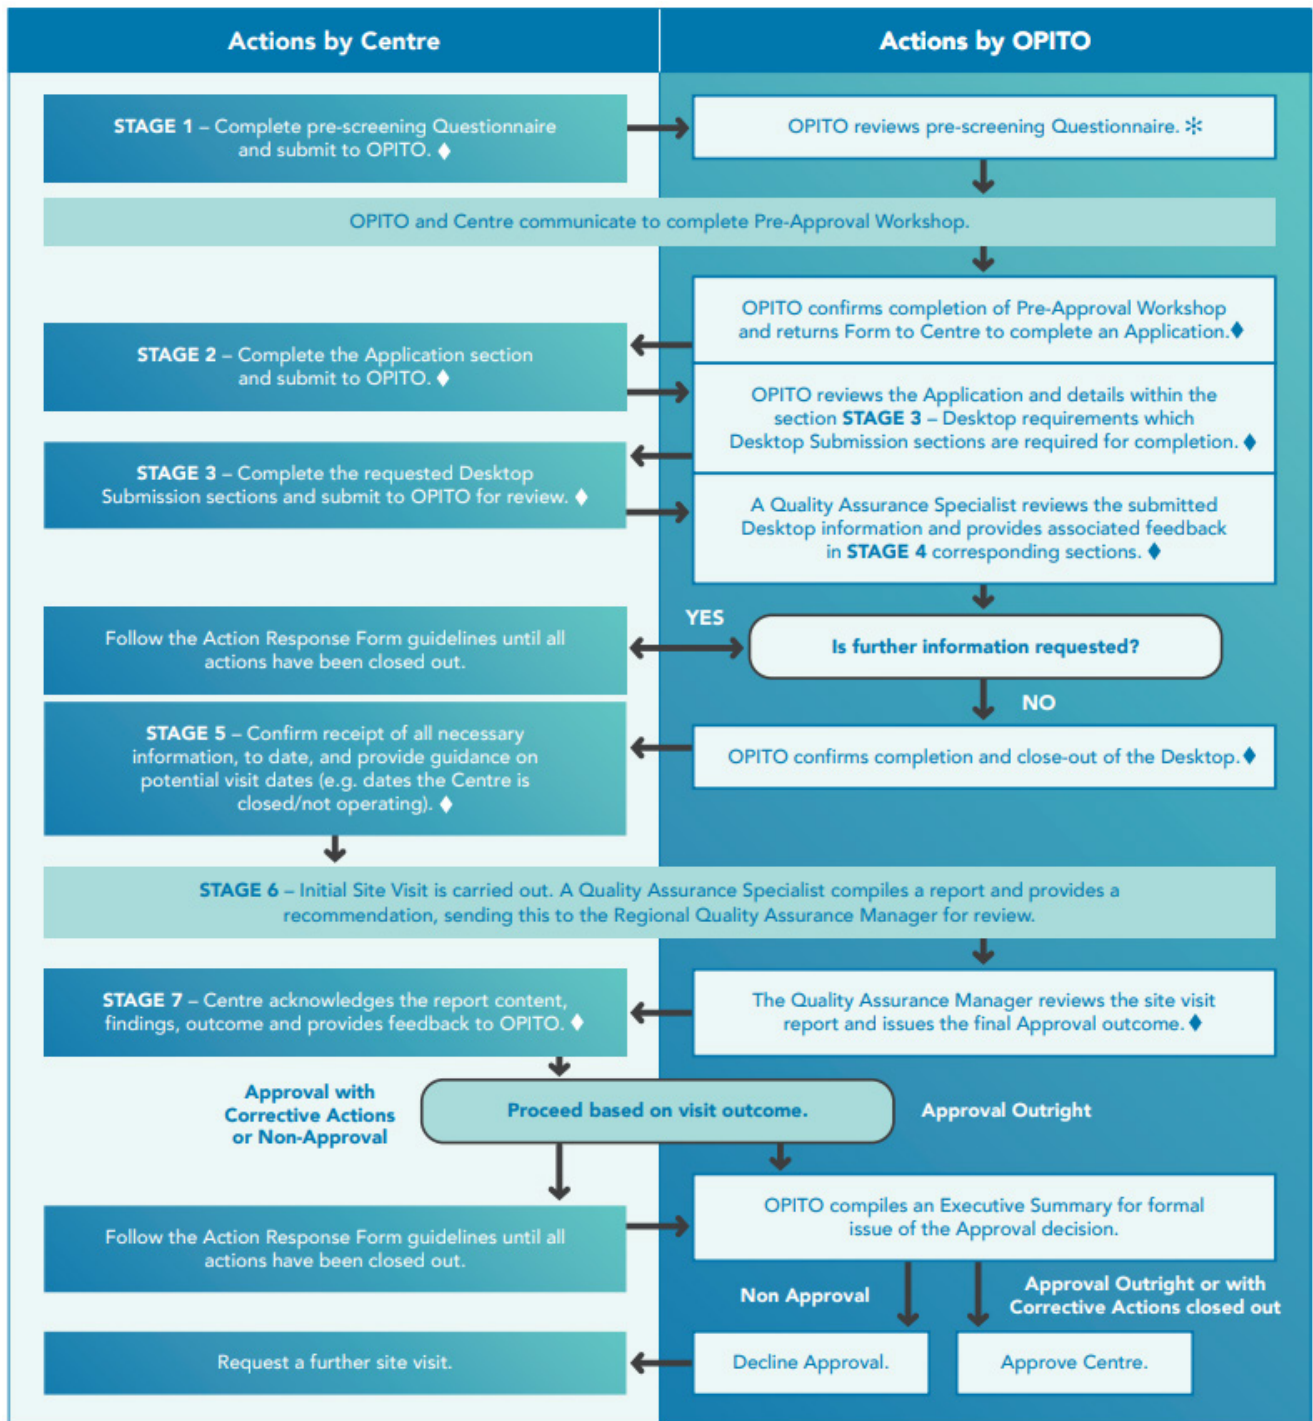 Actions by Centre
Actions by OPITO
STAGE 1 – Complete pre-screening Questionnaire
and submit to OPITO. ♦
OPITO reviews pre-screening Questionnaire. ✻
OPITO and Centre communicate to complete Pre-Approval Workshop.
OPITO confirms completion of Pre-Approval Workshop
and returns Form to Centre to complete an Application.♦
STAGE 2 – Complete the Application section
and submit to OPITO. ♦
OPITO reviews the Application and details within the
section STAGE 3 – Desktop requirements which
Desktop Submission sections are required for completion. ♦
STAGE 3 – Complete the requested Desktop
Submission sections and submit to OPITO for review. ♦
A Quality Assurance Specialist reviews the submitted
Desktop information and provides associated feedback
in STAGE 4 corresponding sections. ♦
YES
Is further information requested?
Follow the Action Response Form guidelines until all
actions have been closed out.
NO
STAGE 5 – Confirm receipt of all necessary
information, to date, and provide guidance on
potential visit dates (e.g. dates the Centre is
closed/not operating). ♦
OPITO confirms completion and close-out of the Desktop.♦
STAGE 6 – Initial Site Visit is carried out. A Quality Assurance Specialist compiles a report and provides a
recommendation, sending this to the Regional Quality Assurance Manager for review.
STAGE 7 – Centre acknowledges the report content,
findings, outcome and provides feedback to OPITO. ♦
The Quality Assurance Manager reviews the site visit
report and issues the final Approval outcome. ♦
Approval with
Corrective Actions
or Non-Approval
Proceed based on visit outcome.
Approval Outright
OPITO compiles an Executive Summary for formal
issue of the Approval decision.
Follow the Action Response Form guidelines until all
actions have been closed out.
Non Approval
Approval Outright or with
Corrective Actions closed out
Request a further site visit.
Decline Approval.
Approve Centre.